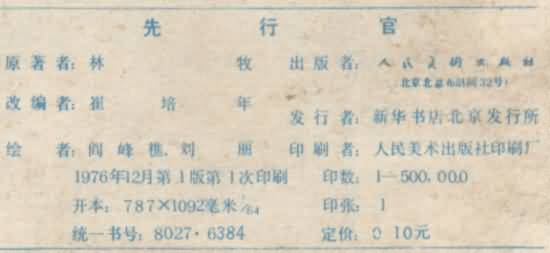 先行官
原著者：林牧 出版者：人民美术出版社
（北京北总布胡同32号）
改编者：崔培年
发行者：新华书店北京发行所
绘者：阎峰樵、刘丽 印刷者：人民美术出版社印刷厂
1976年12月第1版第1次印刷 印数：1—500,000
开本：787×1092毫米1/64 印张：1
统一书号：8027·6384 定价：0.10元